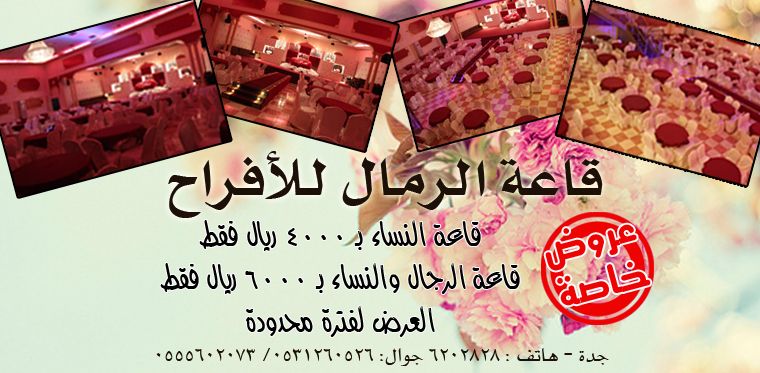 قاعة الرمال للأفراح
قاعة النساء بـ ٤٠٠٠ ريال فقط
قاعة الرجال والنساء بـ ٦٠٠٠ ريال فقط
العرض لفترة محدودة
عروض
خاصة
جدة - هاتف : ٦٢٠٢٨٢٨ جوال: ٠٥٣١٢٦٠٥٢٦ / ٠٥٥٥٦٠٢٠٧٣